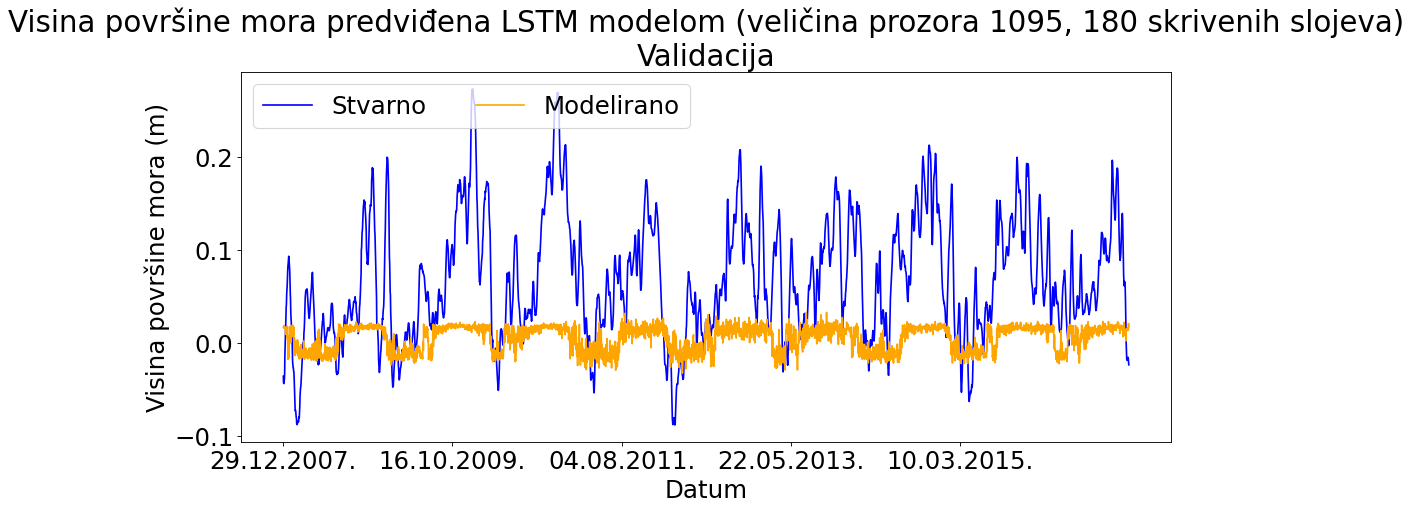 Visina površine mora predviđena LSTM modelom (veličina prozora 1095, 180 skrivenih slojeva)
Validacija
Stvarno
Modelirano
Visina površine mora (m)
0.2
0.1
0.0
−0.1
29.12.2007.
16.10.2009.
04.08.2011.
22.05.2013.
10.03.2015.
Datum